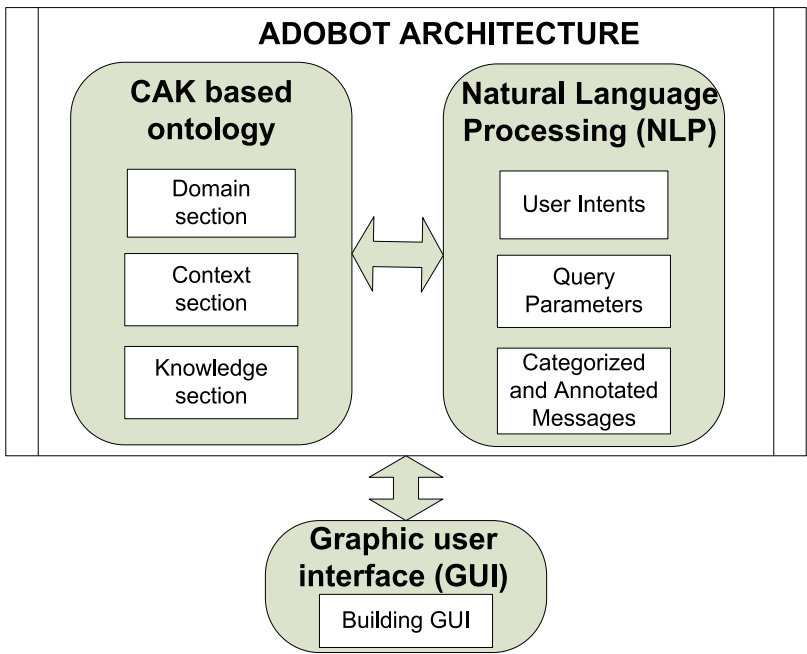 ADOBOT ARCHITECTURE
CAK based
ontology
Domain
section
Context
section
Knowledge
section
Natural Language
Processing (NLP)
User Intents
Query
Parameters
Categorized
and Annotated
Messages
Graphic user
interface (GUI)
Building GUI